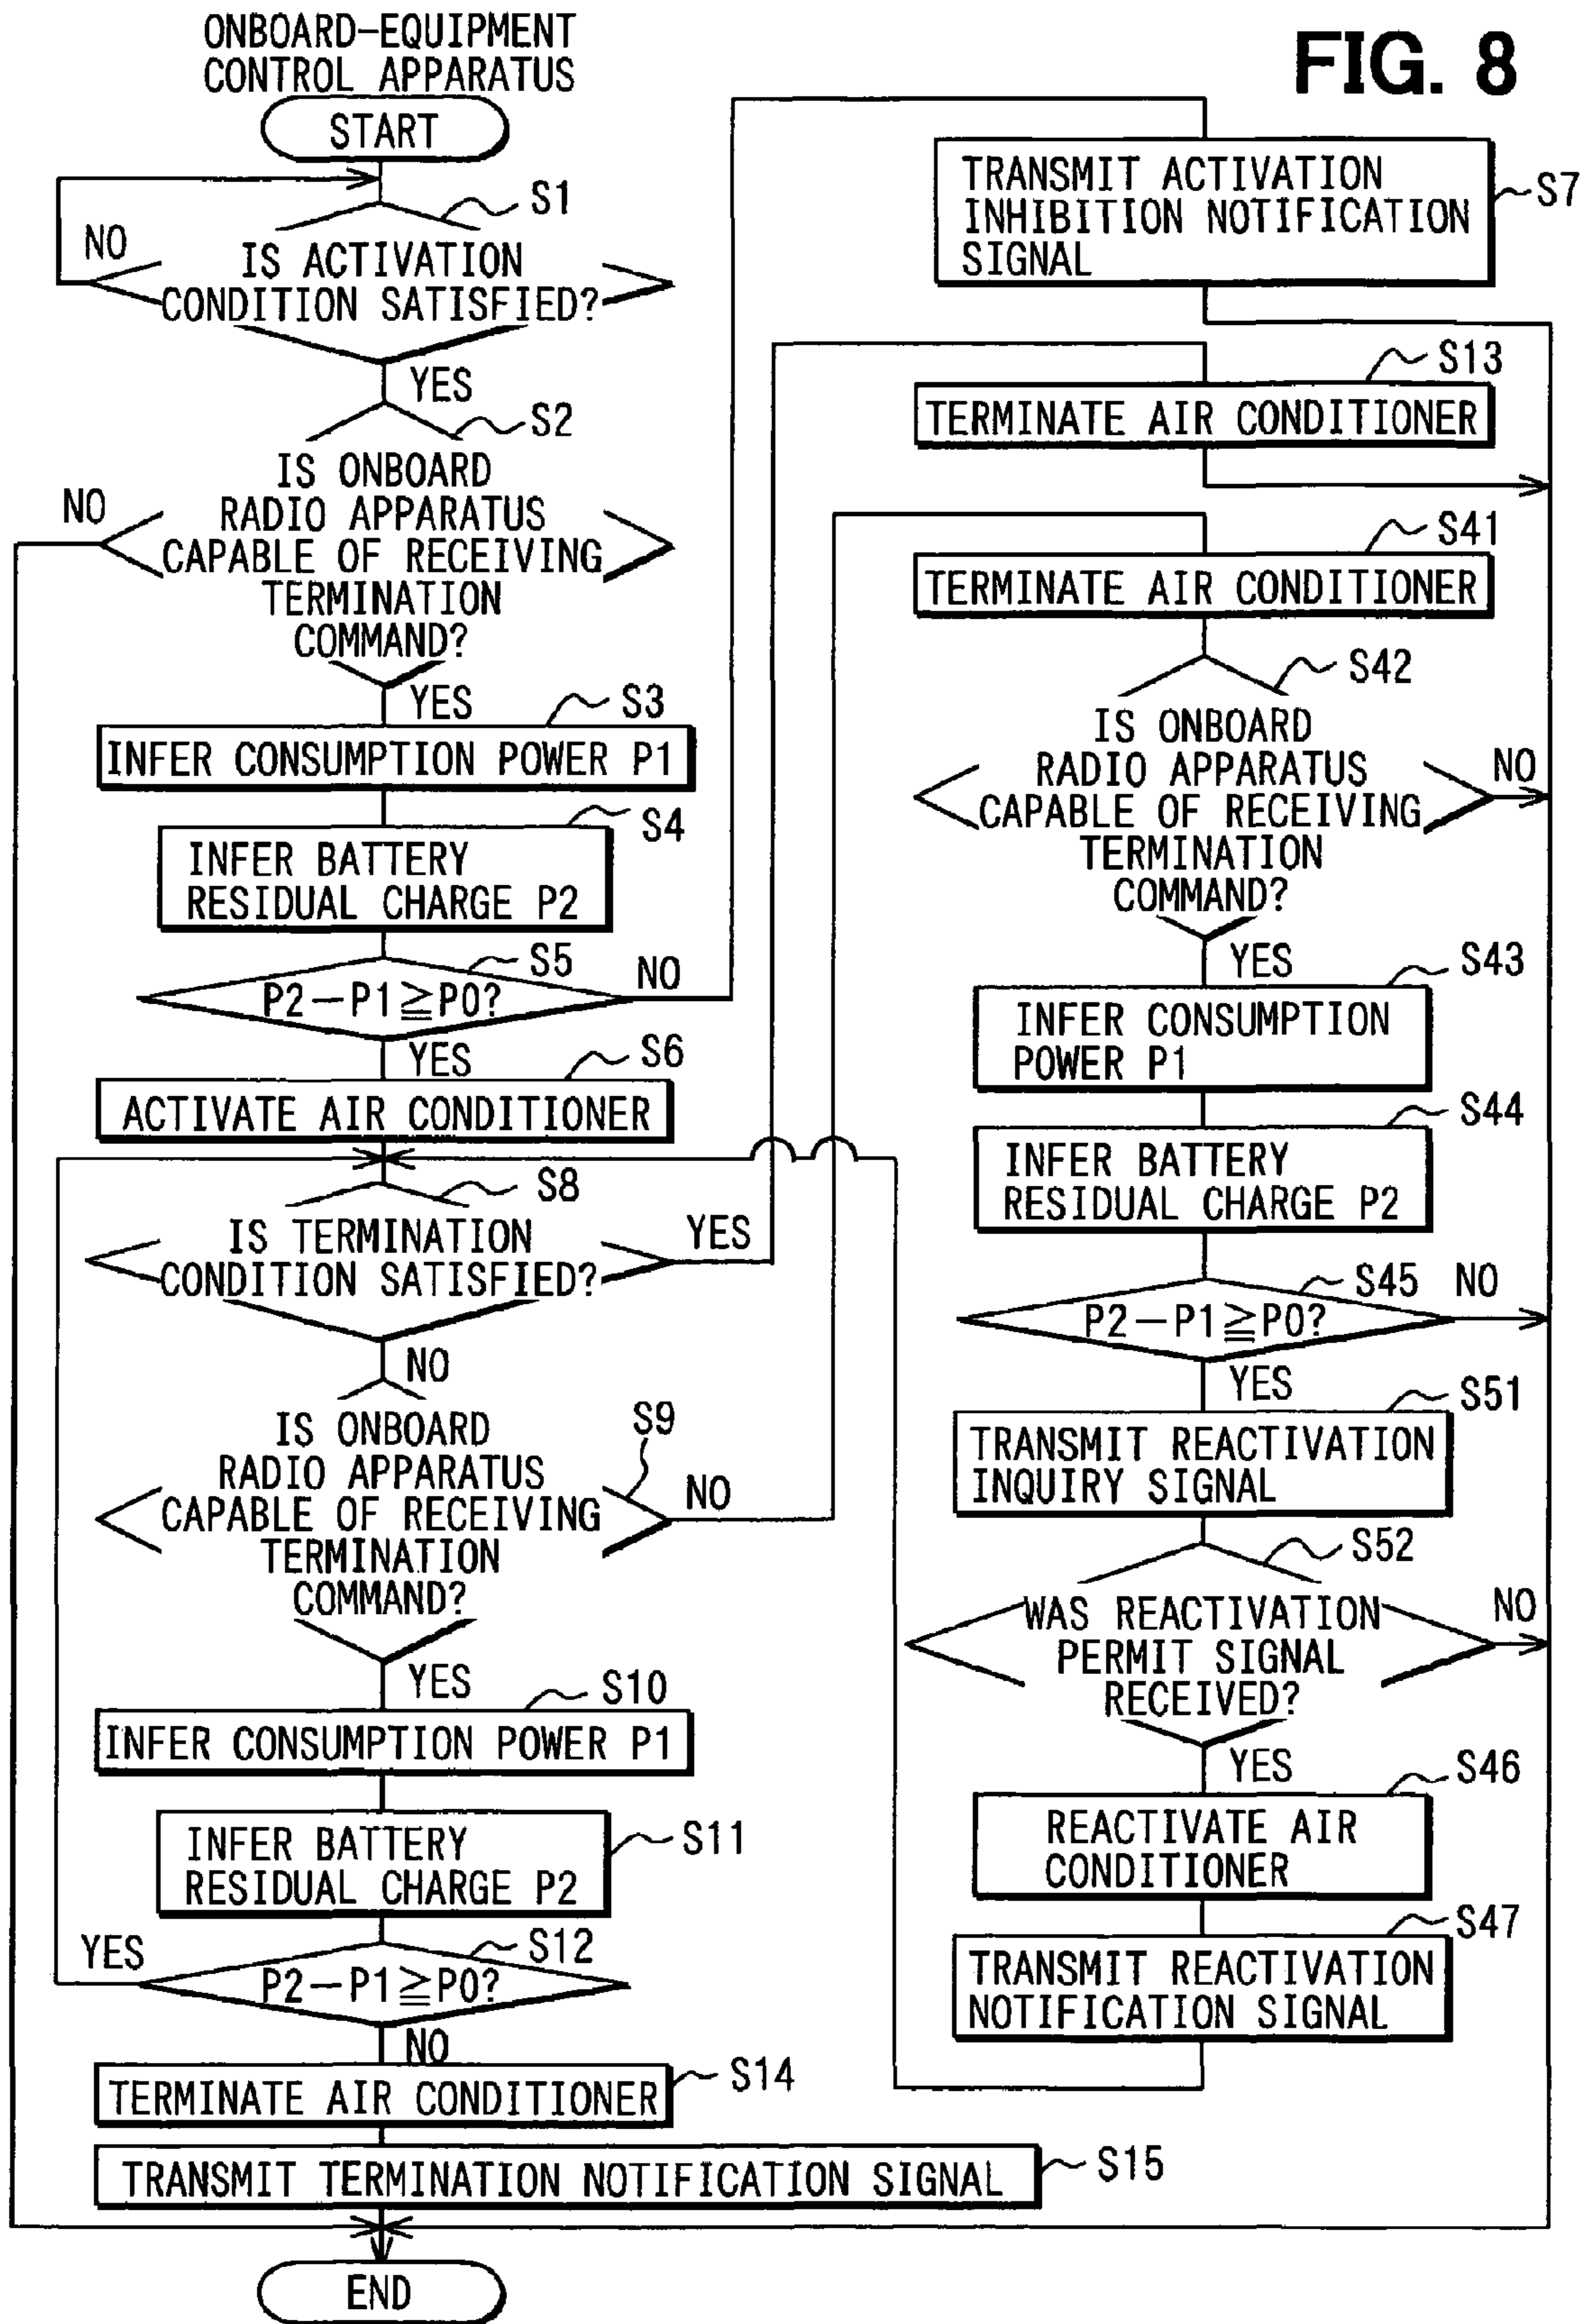 FIG. 8
ONBOARD-EQUIPMENT
CONTROL APPARATUS
START
S1
NO
IS ACTIVATION
CONDITION SATISFIED?
YES
S2
NO
IS ONBOARD
RADIO APPARATUS
CAPABLE OF RECEIVING
TERMINATION
COMMAND?
YES
S3
INFER CONSUMPTION POWER P1
S4
INFER BATTERY
RESIDUAL CHARGE P2
S5
NO
P2−P1≧P0?
YES
S6
ACTIVATE AIR CONDITIONER
S8
IS TERMINATION
CONDITION SATISFIED?
YES
NO
S9
IS ONBOARD
RADIO APPARATUS
CAPABLE OF RECEIVING
TERMINATION
COMMAND?
NO
YES
S10
INFER CONSUMPTION POWER P1
INFER BATTERY
RESIDUAL CHARGE P2
S11
YES
S12
P2−P1≧P0?
NO
TERMINATE AIR CONDITIONER
S14
TRANSMIT TERMINATION NOTIFICATION SIGNAL
S15
END
TRANSMIT ACTIVATION
INHIBITION NOTIFICATION
SIGNAL
S7
S13
TERMINATE AIR CONDITIONER
S41
TERMINATE AIR CONDITIONER
S42
IS ONBOARD
RADIO APPARATUS
CAPABLE OF RECEIVING
TERMINATION
COMMAND?
NO
YES
S43
INFER CONSUMPTION
POWER P1
S44
INFER BATTERY
RESIDUAL CHARGE P2
S45
NO
P2−P1≧P0?
YES
S51
TRANSMIT REACTIVATION
INQUIRY SIGNAL
S52
WAS REACTIVATION
PERMIT SIGNAL
RECEIVED?
NO
YES
S46
REACTIVATE AIR
CONDITIONER
S47
TRANSMIT REACTIVATION
NOTIFICATION SIGNAL